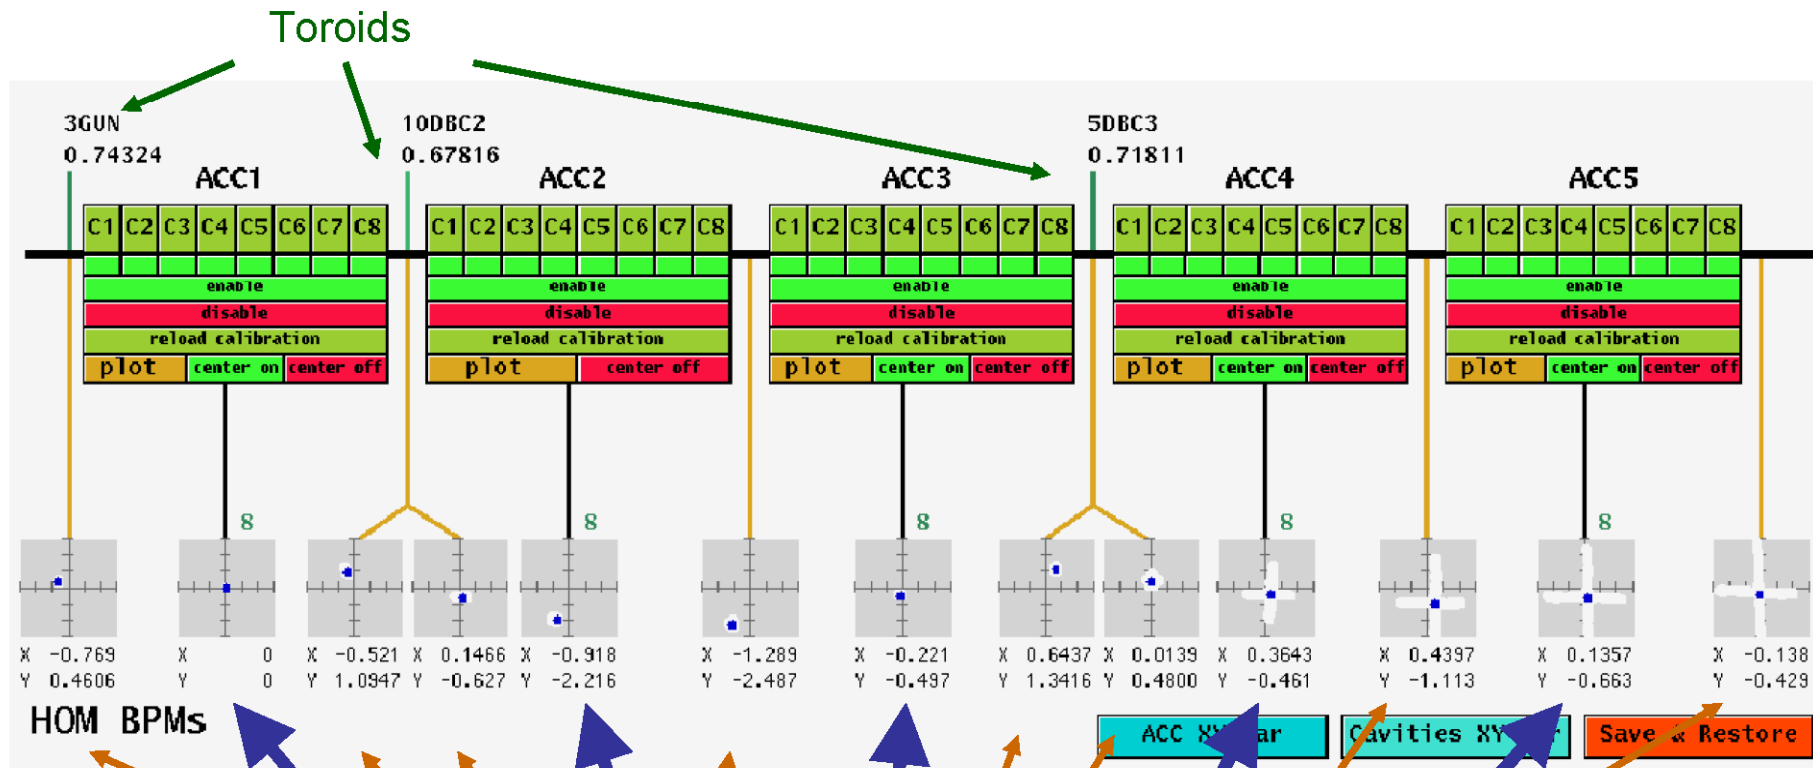 Toroids
3GUN 10DBC2 5DBC3
0.74324 0.67816 0.71811
ACC1 ACC2 ACC3 ACC4 ACC5
C1 C2 C3 C4 C5 C6 C7 C8 C1 C2 C3 C4 C5 C6 C7 C8 C1 C2 C3 C4 C5 C6 C7 C8 C1 C2 C3 C4 C5 C6 C7 C8 C1 C2 C3 C4 C5 C6 C7 C8
enable enable enable enable enable
disable disable disable disable disable
reload calibration reload calibration reload calibration reload calibration reload calibration
plot center on center off plot center off plot center on center off plot center on center off plot center on center off
8 8 8 8 8
X -0.769 X 0 X -0.521 X 0.1466 X -0.918 X -1.289 X -0.221 X 0.6437 X 0.0139 X 0.3643 X 0.4397 X 0.1357 X -0.138
Y 0.4606 Y 0 Y 1.0947 Y -0.627 Y -2.216 Y -2.487 Y -0.497 Y 1.3416 Y 0.4800 Y -0.461 Y -1.113 Y -0.663 Y -0.429
HOM BPMs
ACC Cavities Save & Restore